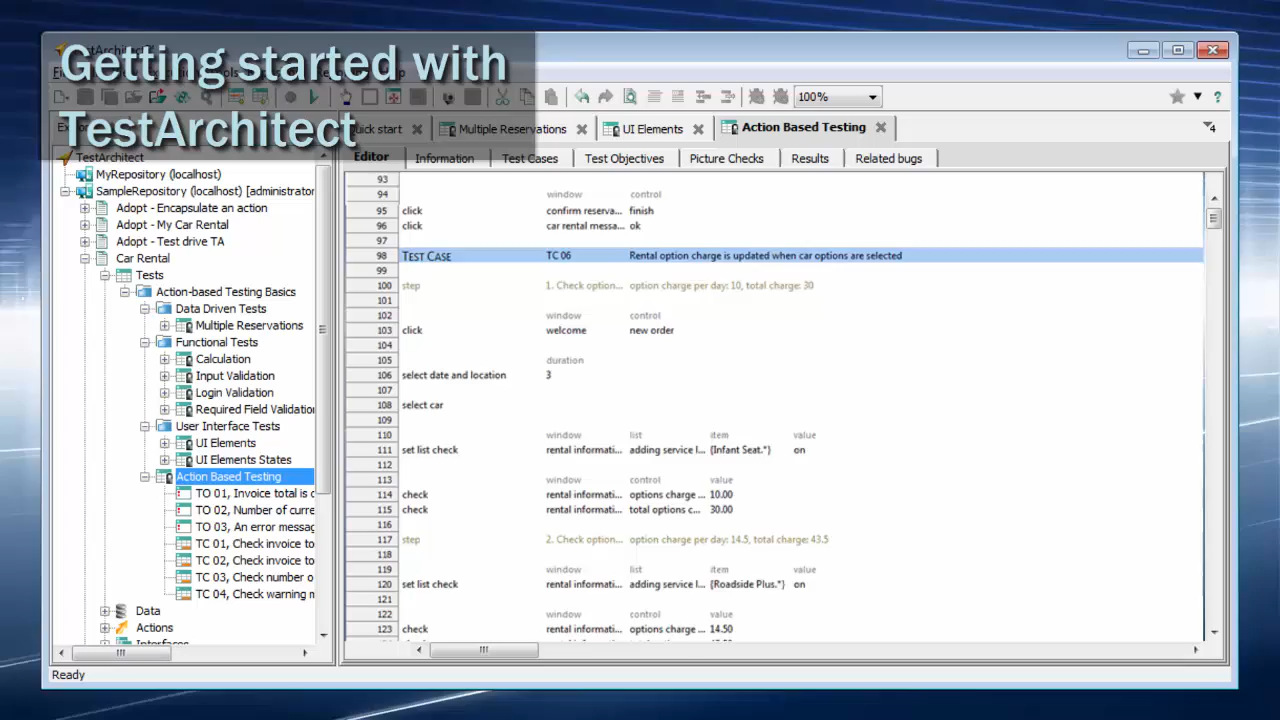 Getting started with
TestArchitect
100%
Quick start
Multiple Reservations
UI Elements
Action Based Testing
4
TestArchitect
MyRepository (localhost)
SampleRepository (localhost) [administrator
Adopt - Encapsulate an action
Adopt - My Car Rental
Adopt - Test drive TA
Car Rental
Tests
Action-based Testing Basics
Data Driven Tests
Multiple Reservations
Functional Tests
Calculation
Input Validation
Login Validation
Required Field Validatio
User Interface Tests
UI Elements
UI Elements States
Action Based Testing
TO 01, Invoice total is c
TO 02, Number of curre
TO 03, An error messag
TC 01, Check invoice to
TC 02, Check invoice to
TC 03, Check number o
TC 04, Check warning m
Data
Actions
Interfaces
Editor Information Test Cases Test Objectives Picture Checks Results Related bugs
93
94 window control
95 click confirm reserva... finish
96 click car rental messa... ok
97
98 TEST CASE TC 06 Rental option charge is updated when car options are selected
99
100 step 1. Check option... option charge per day: 10, total charge: 30
101
102 window control
103 click welcome new order
104
105 duration
106 select date and location 3
107
108 select car
109
110 window list item value
111 set list check rental informati... adding service l... {Infant Seat.*} on
112
113 window control value
114 check rental informati... options charge ... 10.00
115 check rental informati... total options c... 30.00
116
117 step 2. Check option... option charge per day: 14.5, total charge: 43.5
118
119 window list item value
120 set list check rental informati... adding service l... {Roadside Plus.*} on
121
122 window control value
123 check rental informati... options charge ... 14.50
Ready